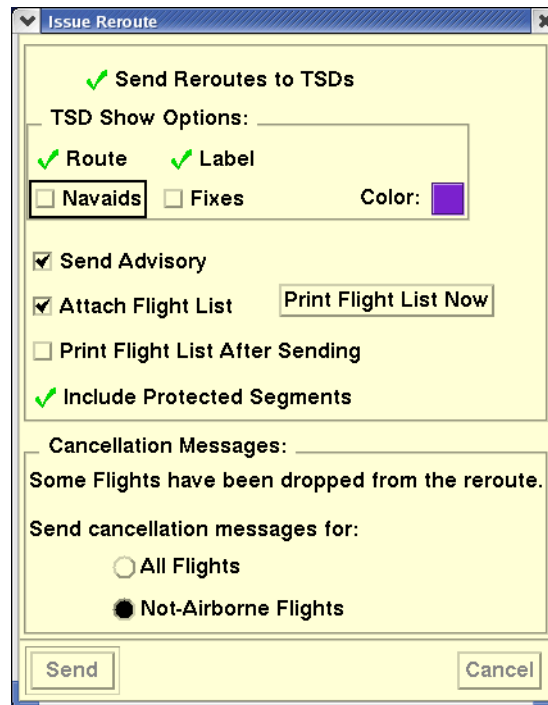 Issue Reroute
Send Reroutes to TSDs
TSD Show Options:
Route Label
Navaids Fixes Color:
Send Advisory
Attach Flight List Print Flight List Now
Print Flight List After Sending
Include Protected Segments
Cancellation Messages:
Some Flights have been dropped from the reroute.
Send cancellation messages for:
All Flights
Not-Airborne Flights
Send Cancel